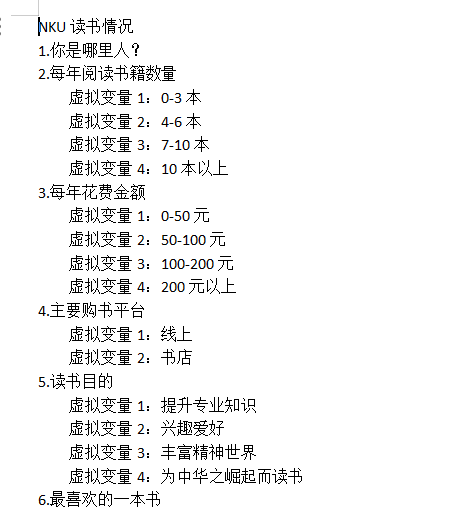 NKU 读书情况
1.你是哪里人？
2.每年阅读书籍数量
虚拟变量 1：0-3 本
虚拟变量 2：4-6 本
虚拟变量 3：7-10 本
虚拟变量 4：10 本以上
3.每年花费金额
虚拟变量 1：0-50 元
虚拟变量 2：50-100 元
虚拟变量 3：100-200 元
虚拟变量 4：200 元以上
4.主要购书平台
虚拟变量 1：线上
虚拟变量 2：书店
5.读书目的
虚拟变量 1：提升专业知识
虚拟变量 2：兴趣爱好
虚拟变量 3：丰富精神世界
虚拟变量 4：为中华之崛起而读书
6.最喜欢的一本书